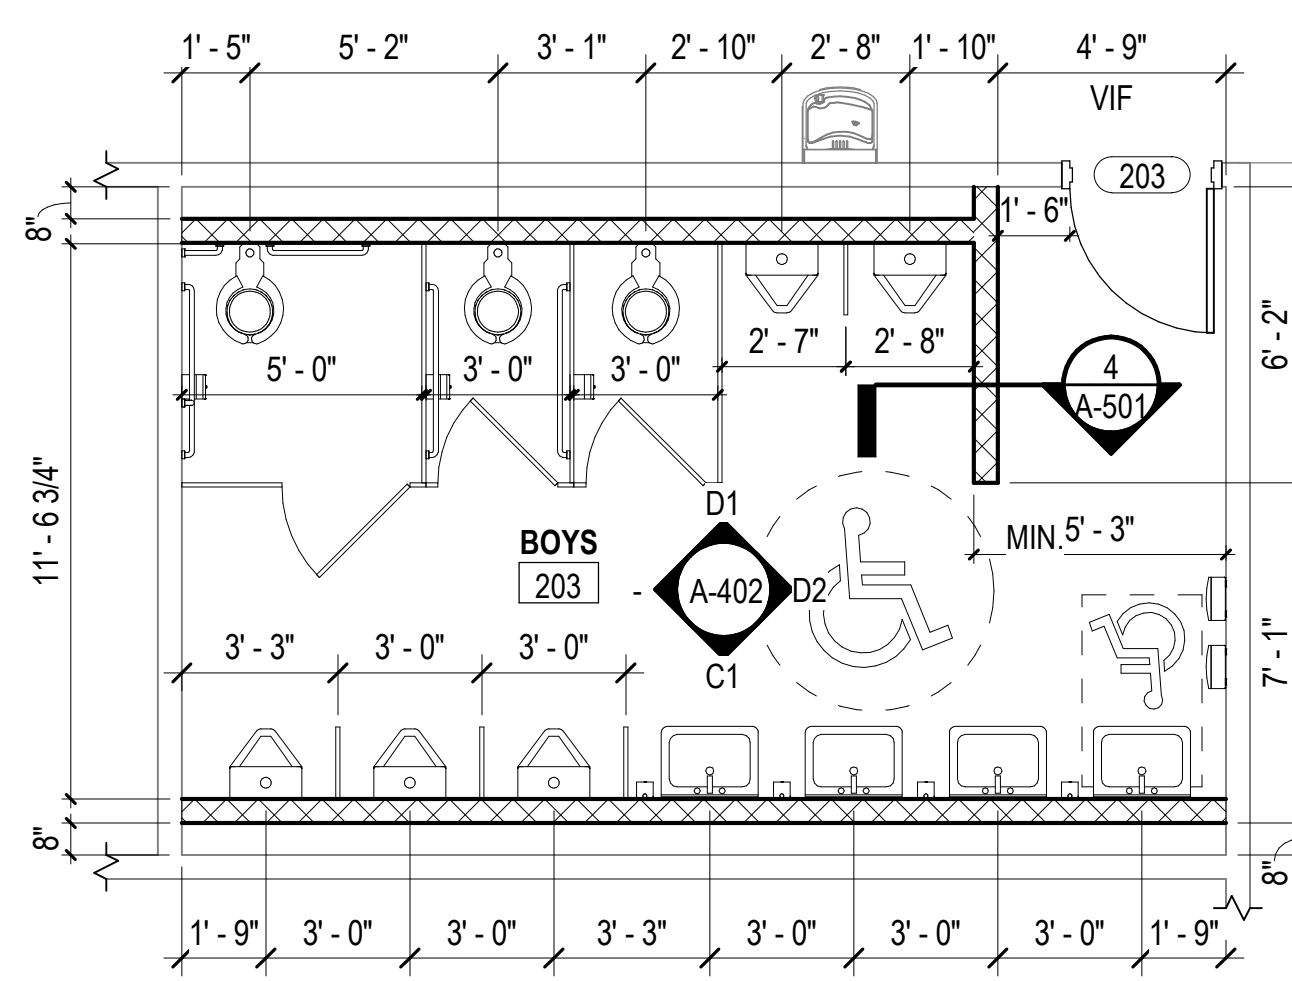 1' - 5" 5' - 2" 3' - 1" 2' - 10" 2' - 8" 1' - 10" 4' - 9"
VIF
203
1' - 6"
8"
2' - 7" 2' - 8"
6' - 2"
5' - 0" 3' - 0" 3' - 0"
4
A-501
11' - 6 3/4"
D1
MIN. 5' - 3"
BOYS
203
- A-402 D2
3' - 3" 3' - 0" 3' - 0"
C1
7' - 1"
8"
8"
1' - 9" 3' - 0" 3' - 0" 3' - 3" 3' - 0" 3' - 0" 3' - 0" 1' - 9"